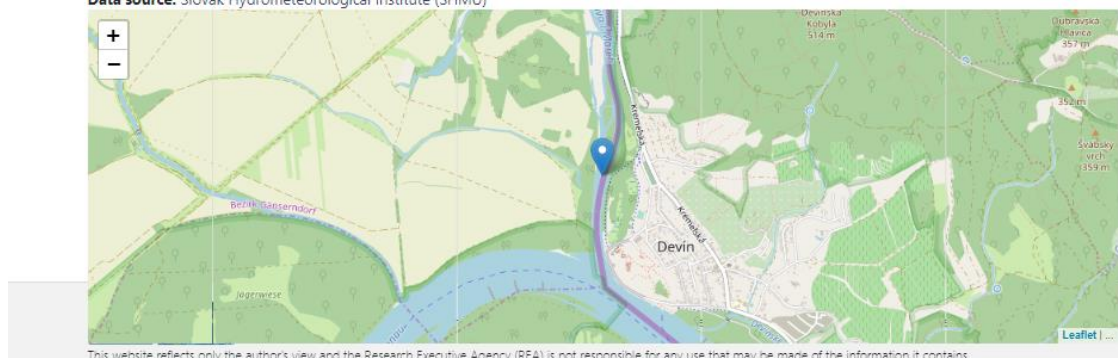 Data source: Slovak Hydrometeorological Institute (SHMÚ)
+
−
Devínska
Kobyla
514 m
Dúbravská
hlavica
357 m
352 m
Švábsky
vrch
359 m
Kremeľská
Kremeľská
Bezirk Gänserndorf
Devín
Jägerwiese
Leaflet | ...
This website reflects only the author's view and the Research Executive Agency (REA) is not responsible for any use that may be made of the information it contains.